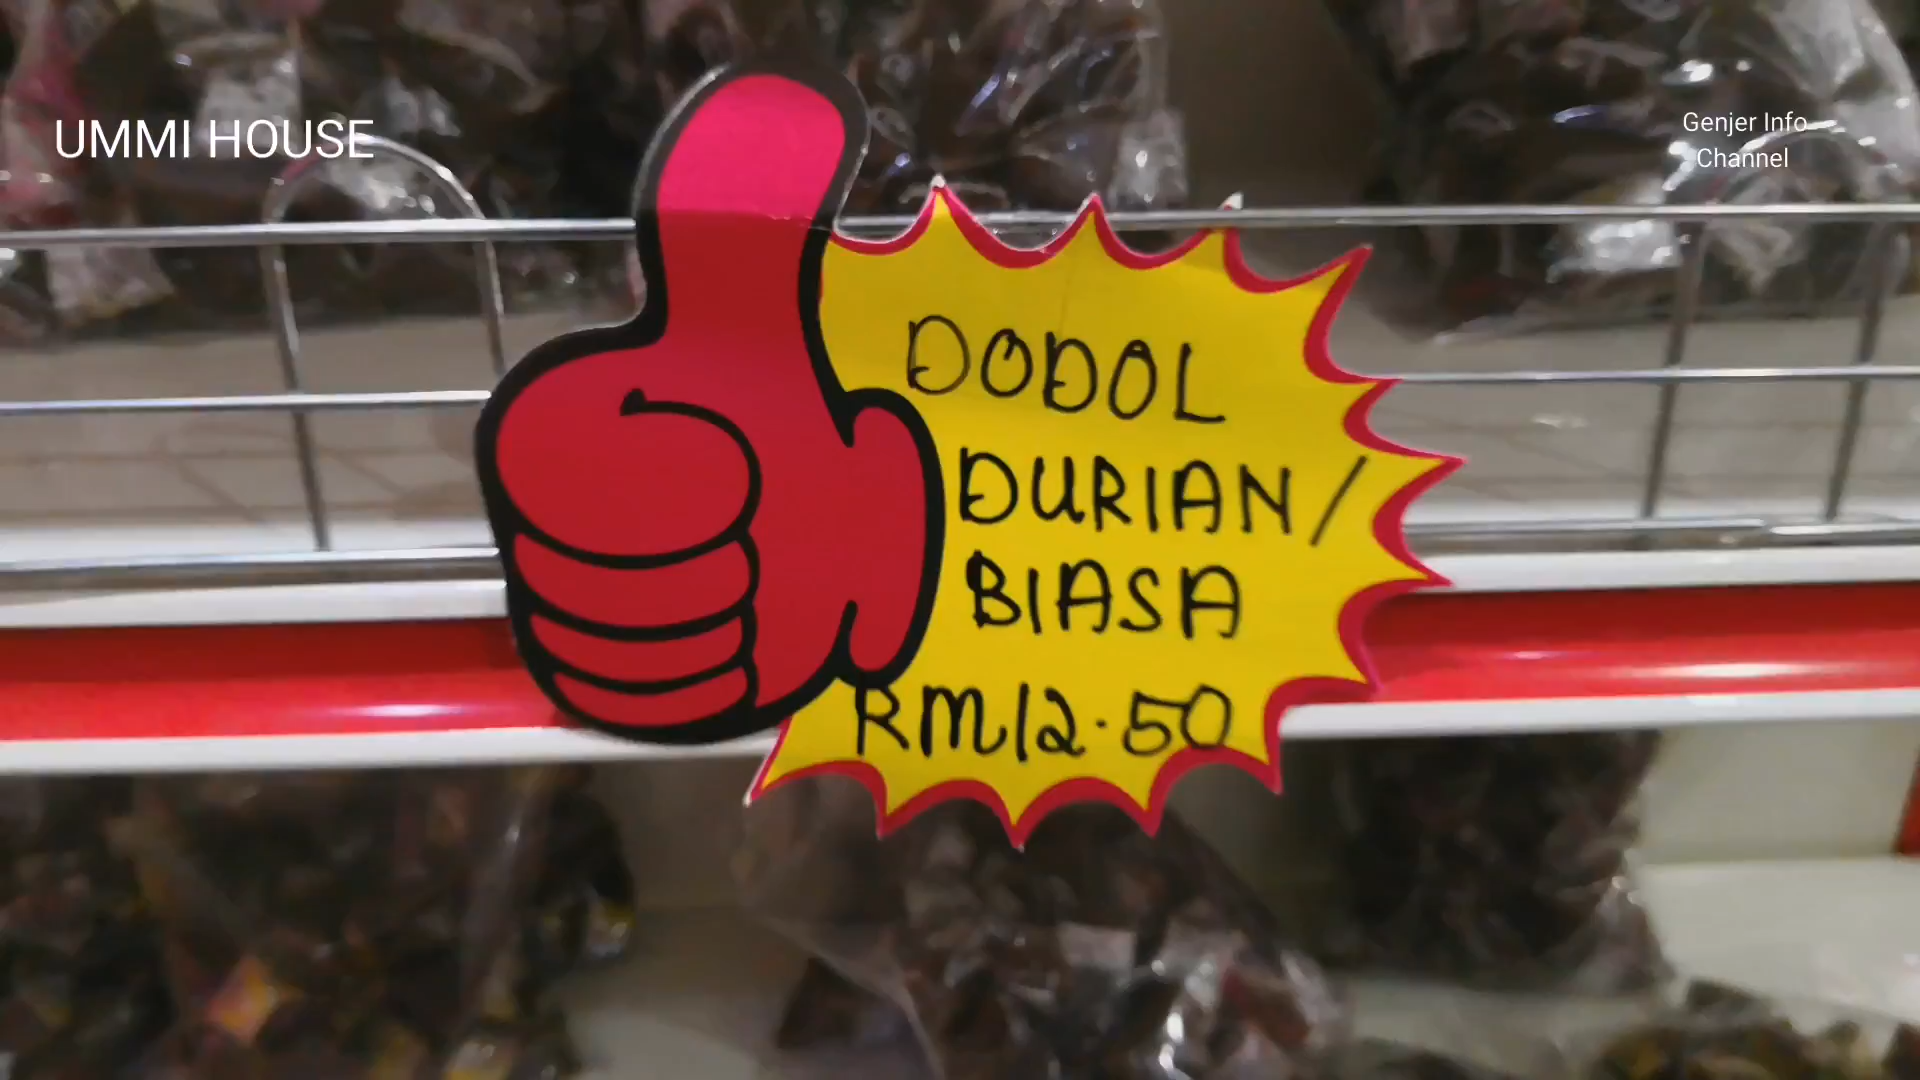 UMMI HOUSE
Genjer Info
Channel
DODOL
DURIAN/
BIASA
RM12.50